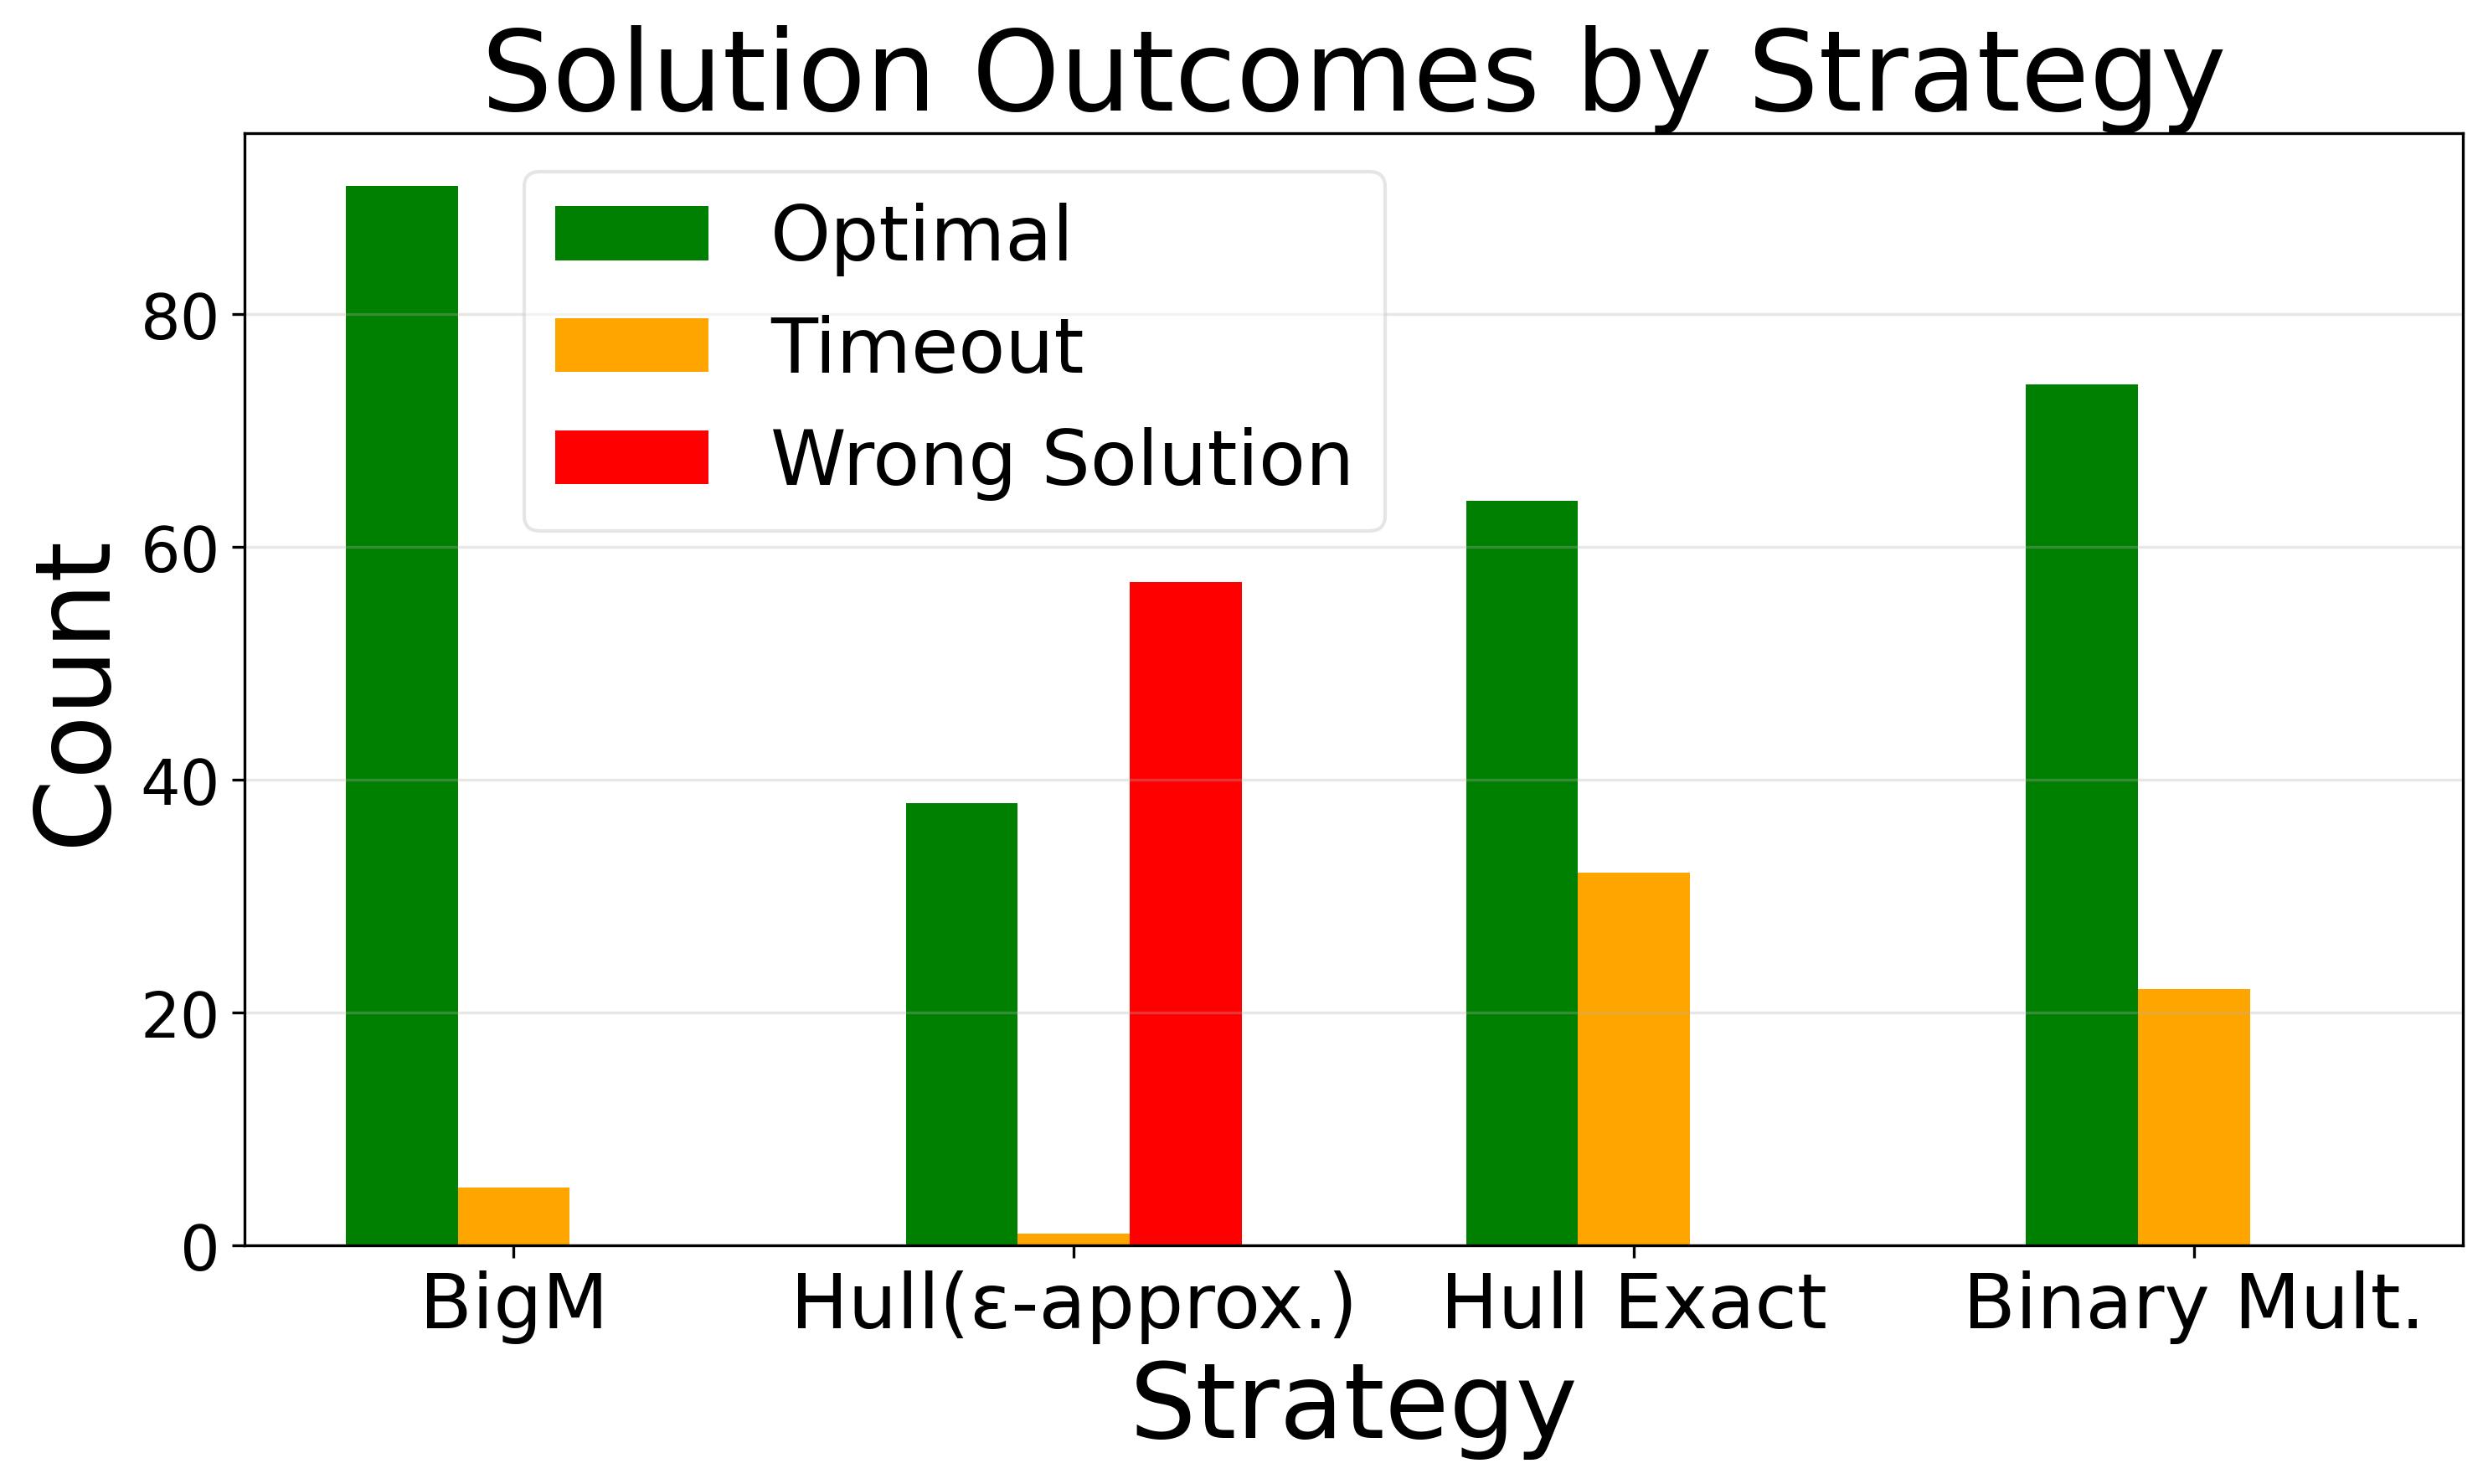 Solution Outcomes by Strategy
Optimal
Timeout
Wrong Solution
Count
80
60
40
20
0
BigM Hull(ε-approx.) Hull Exact Binary Mult.
Strategy